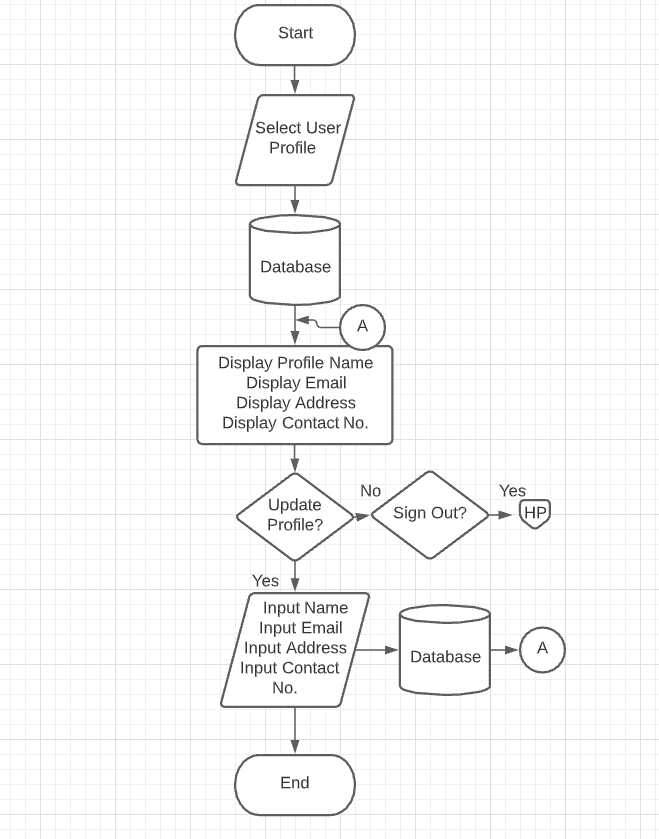 Start
Select User
Profile
Database
A
Display Profile Name
Display Email
Display Address
Display Contact No.
Update
Profile?
No
Sign Out?
Yes
HP
Yes
Input Name
Input Email
Input Address
Input Contact
No.
Database
A
End